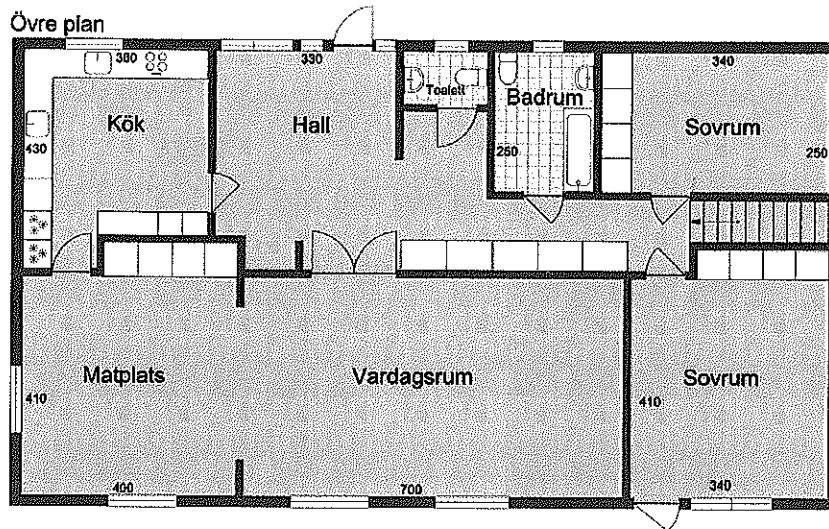 Övre plan
380
330
340
Toalett
Badrum
Kök
Hall
Sovrum
430
250
250
Matplats
Vardagsrum
Sovrum
410
410
400
700
340